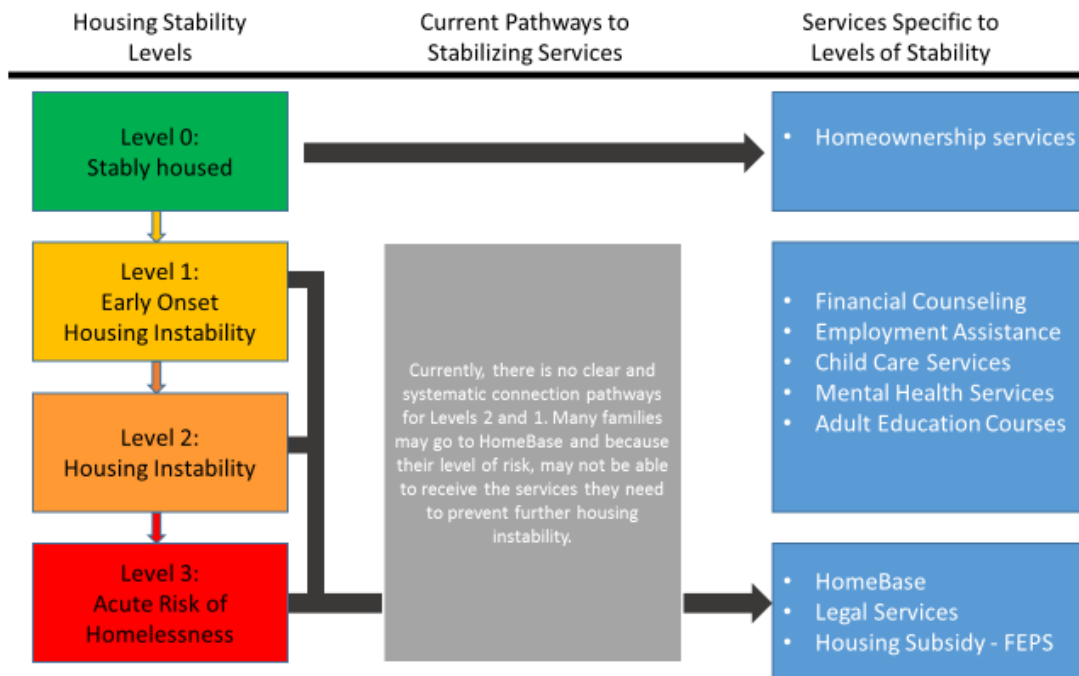 Housing Stability
Levels
Current Pathways to
Stabilizing Services
Services Specific to
Levels of Stability
Level 0:
Stably housed
• Homeownership services
Level 1:
Early Onset
Housing Instability
Level 2:
Housing Instability
Level 3:
Acute Risk of
Homelessness
Currently, there is no clear and
systematic connection pathways
for Levels 2 and 1. Many families
may go to HomeBase and because
their level of risk, may not be able
to receive the services they need
to prevent further housing
instability.
• Financial Counseling
• Employment Assistance
• Child Care Services
• Mental Health Services
• Adult Education Courses
• HomeBase
• Legal Services
• Housing Subsidy - FEPS